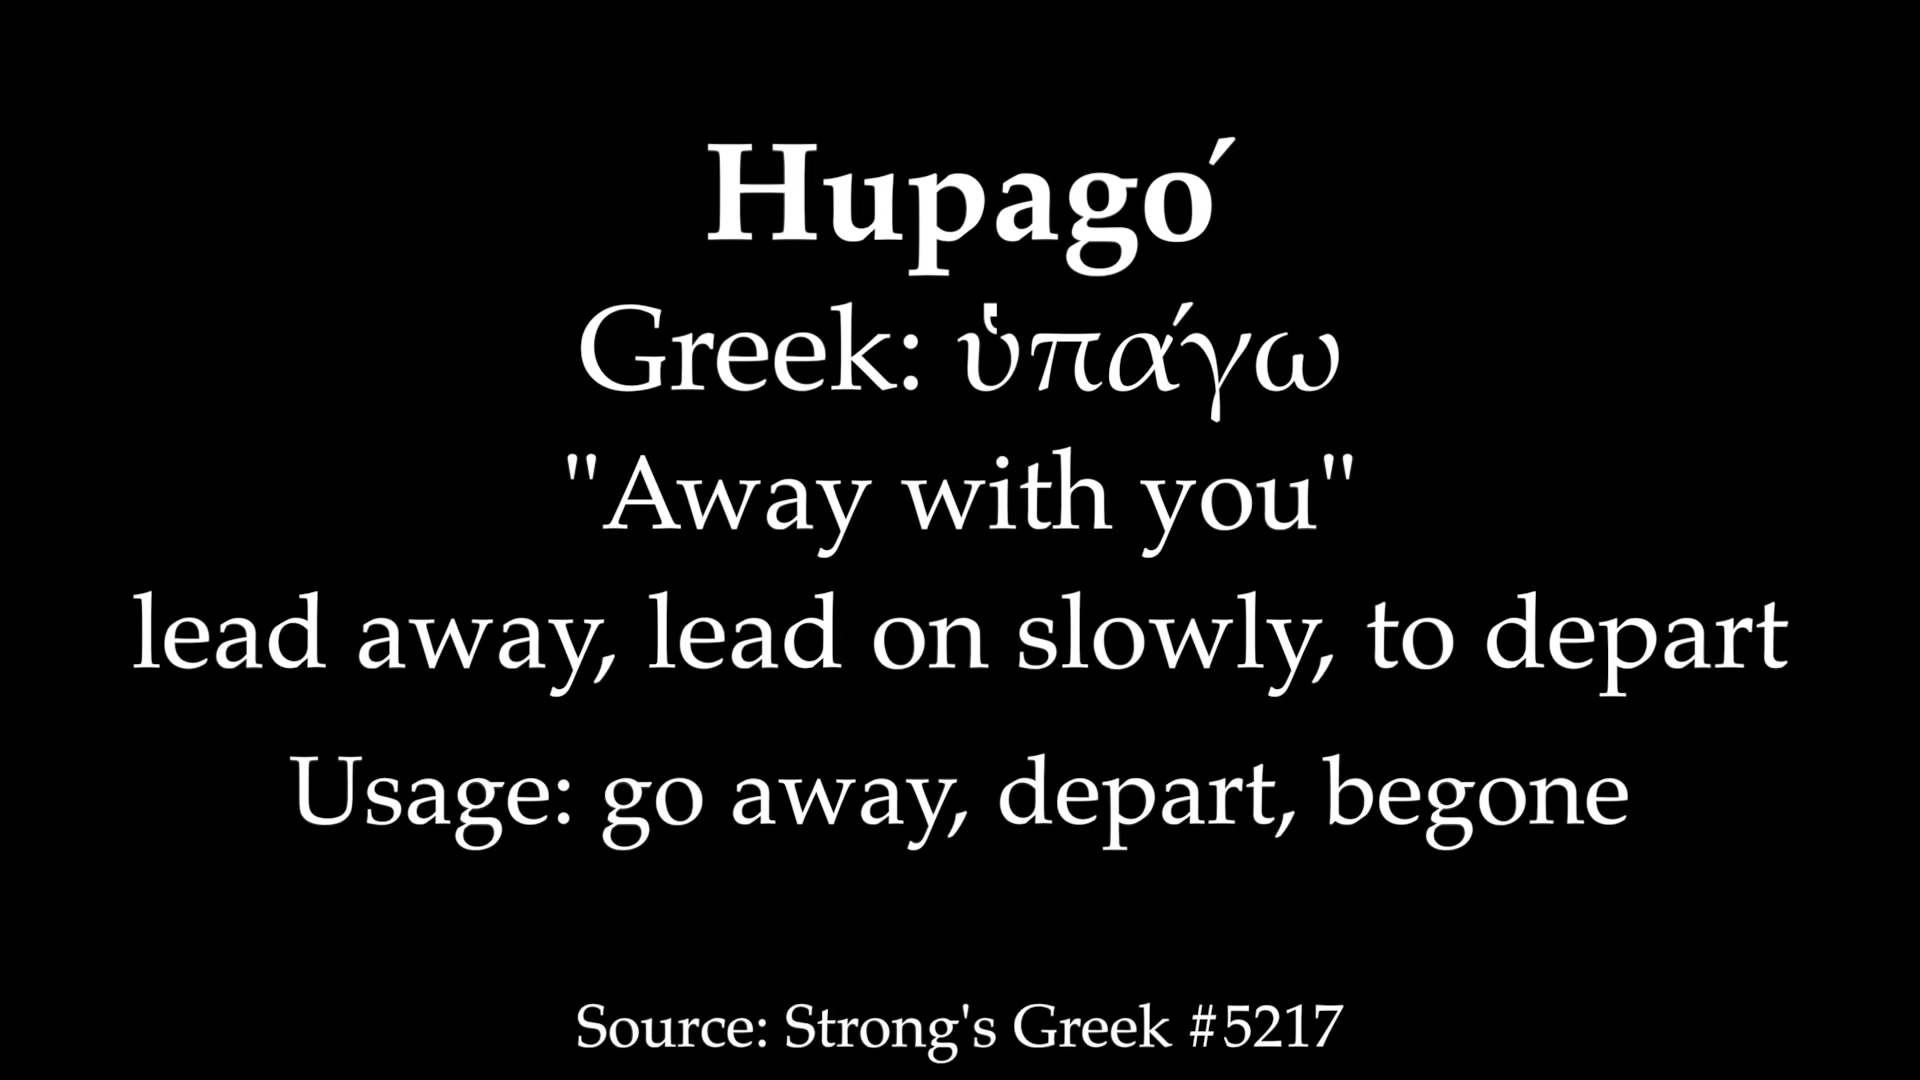 Hupagó
Greek: ὑπάγω
"Away with you"
lead away, lead on slowly, to depart
Usage: go away, depart, begone
Source: Strong's Greek #5217